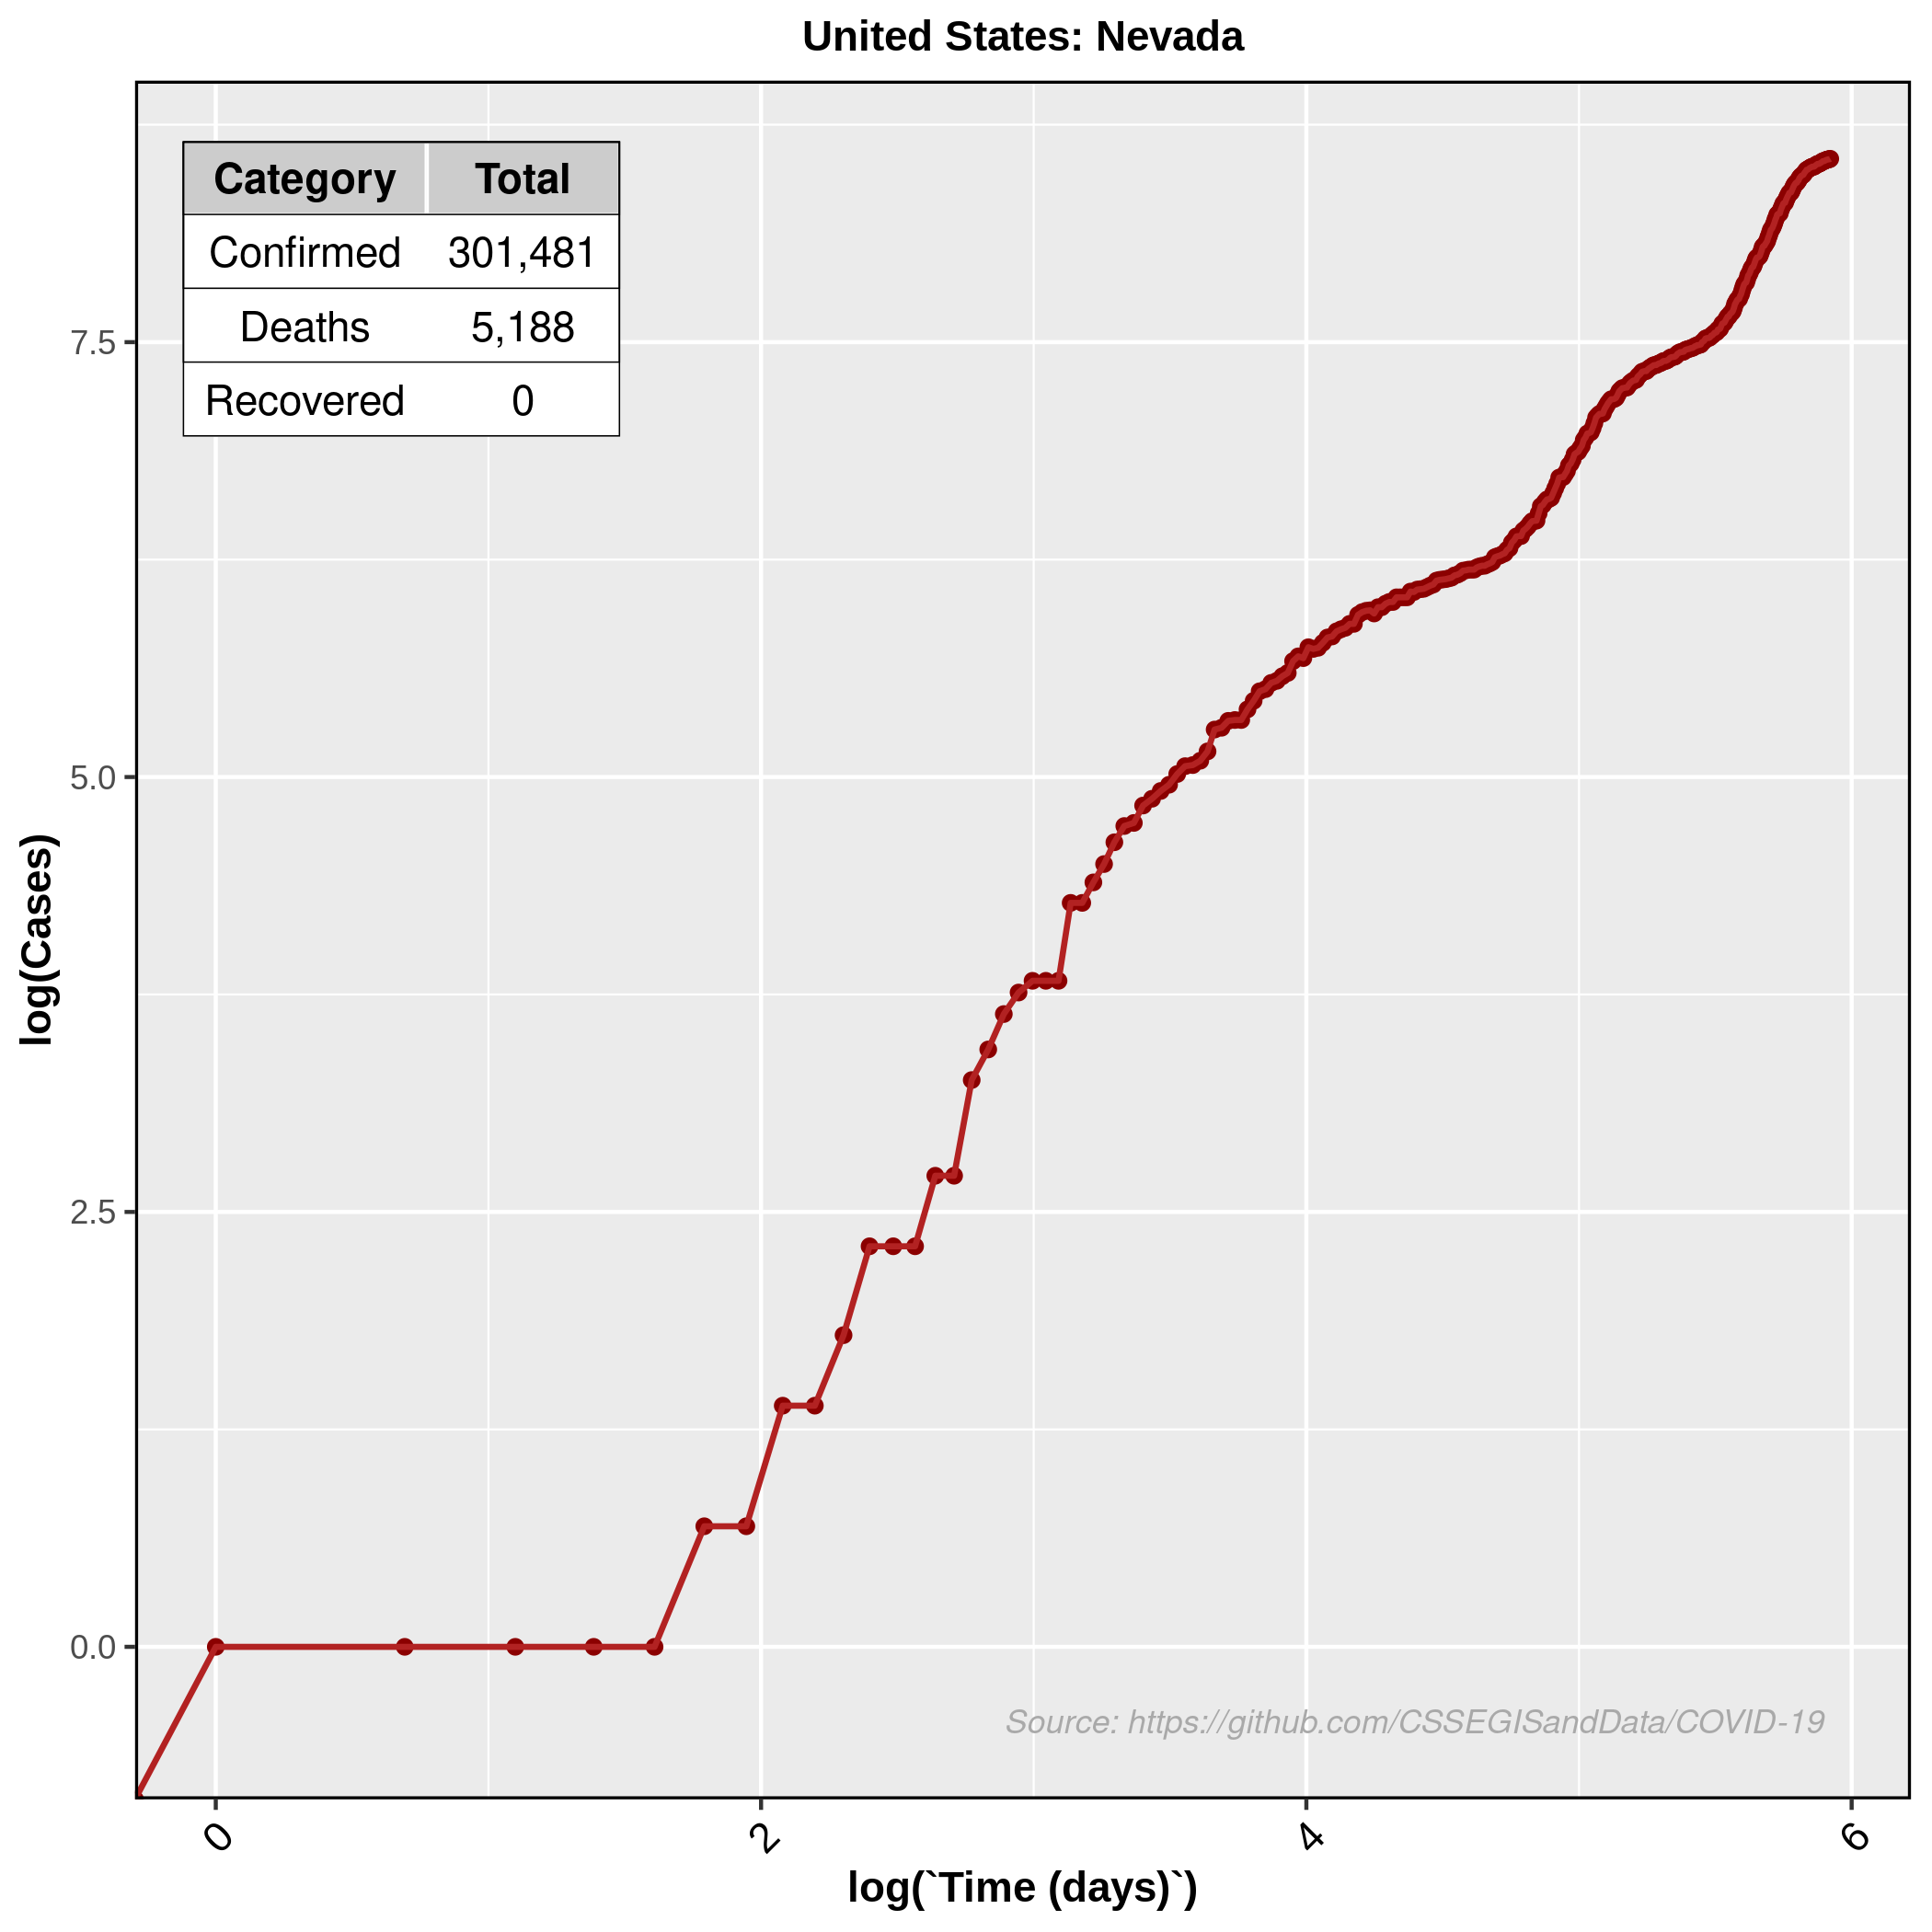 United States: Nevada
Category Total
Confirmed 301,481
Deaths 5,188
Recovered 0
7.5
5.0
2.5
0.0
log(Cases)
Source: https://github.com/CSSEGISandData/COVID-19
0 2 4 6
log(`Time (days)`)